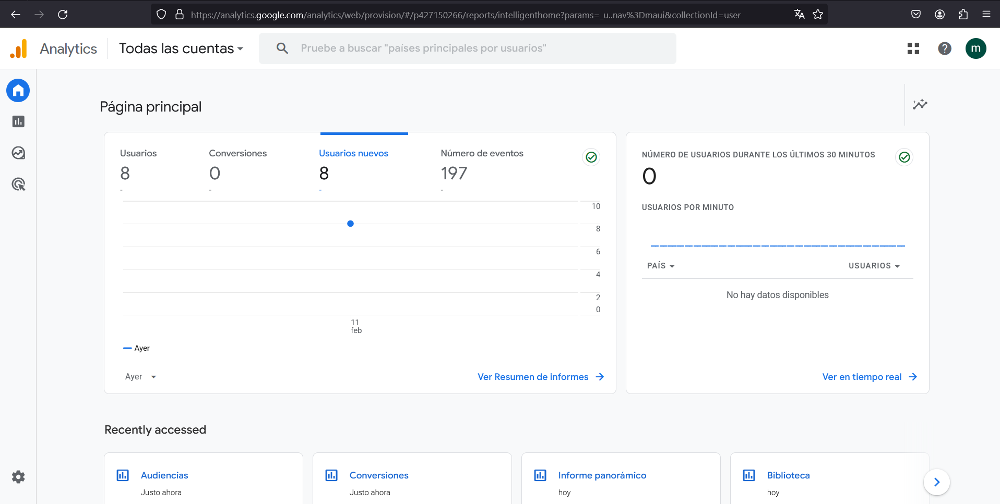 https://analytics.google.com/analytics/web/provision/#/p427150266/reports/intelligenthome?params=_u..nav%3Dmaui&collectionId=user
Analytics
Todas las cuentas
Pruebe a buscar "países principales por usuarios"
m
Página principal
Usuarios
8
-
Conversiones
0
-
Usuarios nuevos
8
-
Número de eventos
197
-
10
8
6
4
2
0
11
feb
Ayer
Ayer
Ver Resumen de informes
NÚMERO DE USUARIOS DURANTE LOS ÚLTIMOS 30 MINUTOS
0
USUARIOS POR MINUTO
PAÍS
USUARIOS
No hay datos disponibles
Ver en tiempo real
Recently accessed
Audiencias
Justo ahora
Conversiones
Justo ahora
Informe panorámico
hoy
Biblioteca
hoy